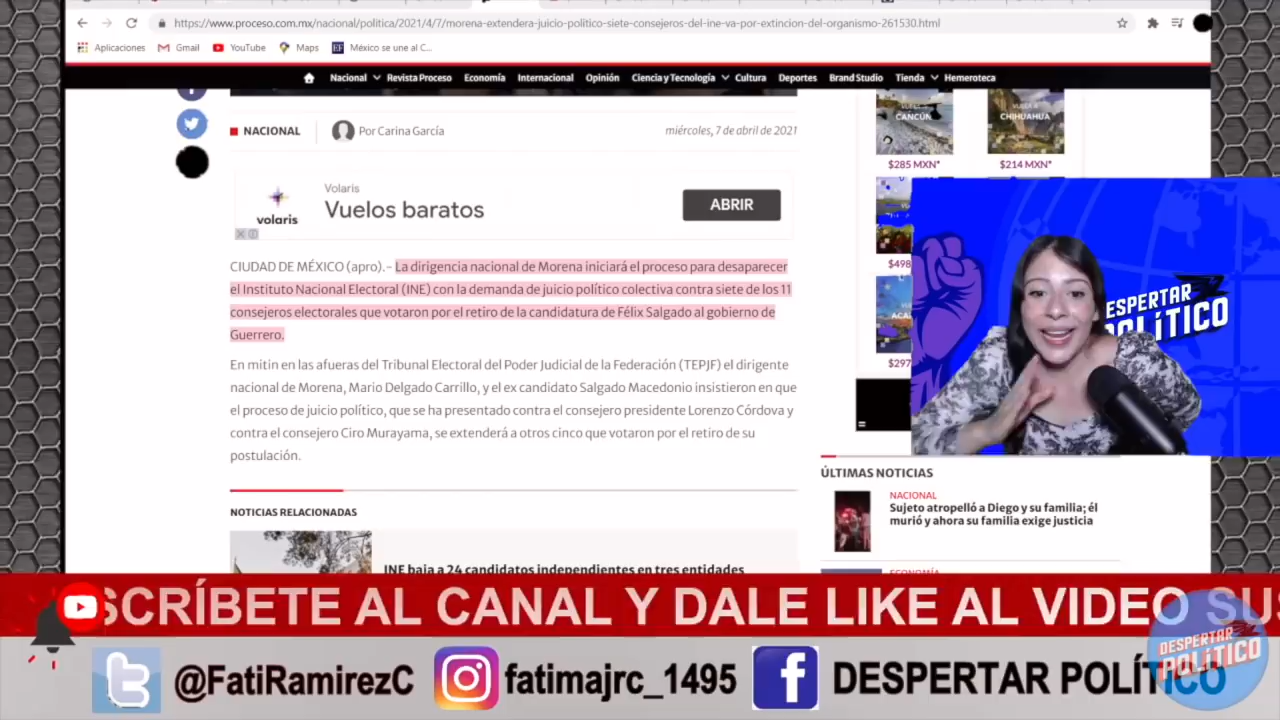 https://www.proceso.com.mx/nacional/politica/2021/4/7/morena-extendera-juicio-politico-siete-consejeros-del-ine-va-por-extincion-del-organismo-261530.html
Aplicaciones Gmail YouTube Maps México se une al C...
Nacional Revista Proceso Economía Internacional Opinión Ciencia y Tecnología Cultura Deportes Brand Studio Tienda Hemeroteca
CANCÚN
CHIHUAHUA
NACIONAL Por Carina García miércoles, 7 de abril de 2021
$285 MXN* $214 MXN*
Volaris
Vuelos baratos
volaris
ABRIR
$498
$297
CIUDAD DE MÉXICO (apro).- La dirigencia nacional de Morena iniciará el proceso para desaparecer
el Instituto Nacional Electoral (INE) con la demanda de juicio político colectiva contra siete de los 11
consejeros electorales que votaron por el retiro de la candidatura de Félix Salgado al gobierno de
Guerrero.
En mitin en las afueras del Tribunal Electoral del Poder Judicial de la Federación (TEPJF) el dirigente
nacional de Morena, Mario Delgado Carrillo, y el ex candidato Salgado Macedonio insistieron en que
el proceso de juicio político, que se ha presentado contra el consejero presidente Lorenzo Córdova y
contra el consejero Ciro Murayama, se extenderá a otros cinco que votaron por el retiro de su
postulación.
ESPERTAR
POLÍTICO
NOTICIAS RELACIONADAS
INE baja a 24 candidatos independientes en tres entidades
ÚLTIMAS NOTICIAS
NACIONAL
Sujeto atropelló a Diego y su familia; él
murió y ahora su familia exige justicia
ECONOMÍA
SCRÍBETE AL CANAL Y DALE LIKE AL VIDEO SUS
@FatiRamirezC fatimajrc_1495 DESPERTAR POLÍTICO
DESPERTAR
POLÍTICO